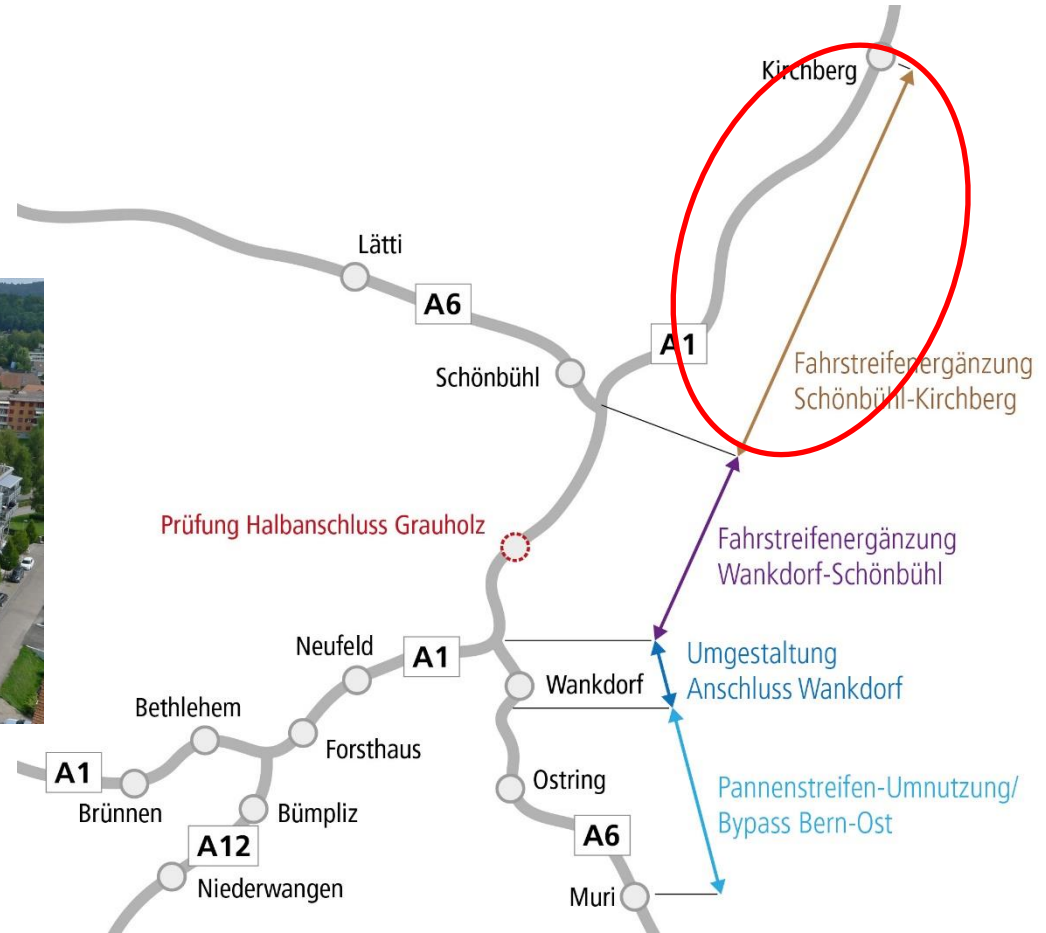 Kirchberg
Lätti
A6
A1
Schönbühl
Fahrstreifenergänzung
Schönbühl-Kirchberg
Prüfung Halbanschluss Grauholz
Fahrstreifenergänzung
Wankdorf-Schönbühl
Neufeld
A1
Umgestaltung
Anschluss Wankdorf
Wankdorf
Bethlehem
Forsthaus
A1
Brünnen
Bümpliz
Ostring
Pannenstreifen-Umnutzung/
Bypass Bern-Ost
A12
A6
Niederwangen
Muri